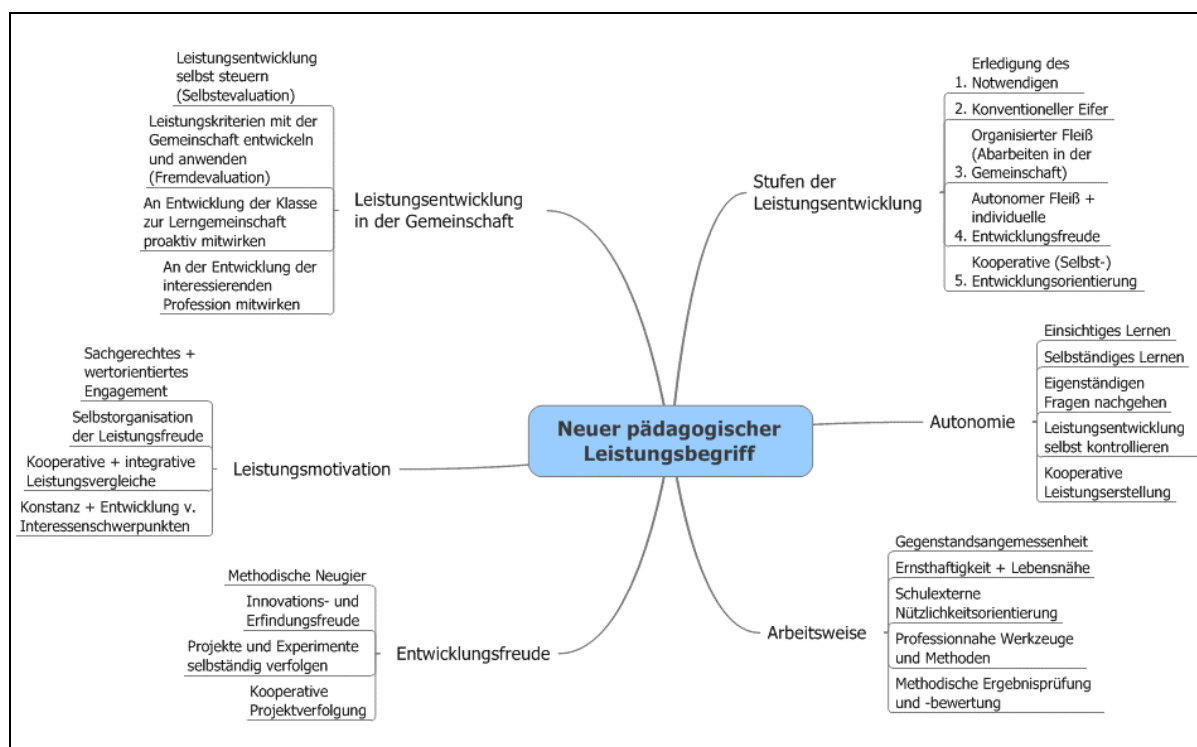 Leistungsentwicklung
selbst steuern
(Selbstevaluation)
Leistungskriterien mit der
Gemeinschaft entwickeln
und anwenden
(Fremdevaluation)
An Entwicklung der Klasse
zur Lerngemeinschaft
proaktiv mitwirken
An der Entwicklung der
interessierenden
Profession mitwirken
Leistungsentwicklung
in der Gemeinschaft
Sachgerechtes +
wertorientiertes
Engagement
Selbstorganisation
der Leistungsfreude
Kooperative + integrative
Leistungsvergleiche
Konstanz + Entwicklung v.
Interessenschwerpunkten
Leistungsmotivation
Methodische Neugier
Innovations- und
Erfindungsfreude
Projekte und Experimente
selbständig verfolgen
Kooperative
Projektverfolgung
Entwicklungsfreude
Neuer pädagogischer
Leistungsbegriff
Stufen der
Leistungsentwicklung
Erledigung des
1. Notwendigen
2. Konventioneller Eifer
Organisierter Fleiß
(Abarbeiten in der
3. Gemeinschaft)
Autonomer Fleiß +
individuelle
4. Entwicklungsfreude
Kooperative (Selbst-)
5. Entwicklungsorientierung
Autonomie
Einsichtiges Lernen
Selbständiges Lernen
Eigenständigen
Fragen nachgehen
Leistungsentwicklung
selbst kontrollieren
Kooperative
Leistungserstellung
Arbeitsweise
Gegenstandsangemessenheit
Ernsthaftigkeit + Lebensnähe
Schulexterne
Nützlichkeitsorientierung
Professionnahe Werkzeuge
und Methoden
Methodische Ergebnisprüfung
und -bewertung